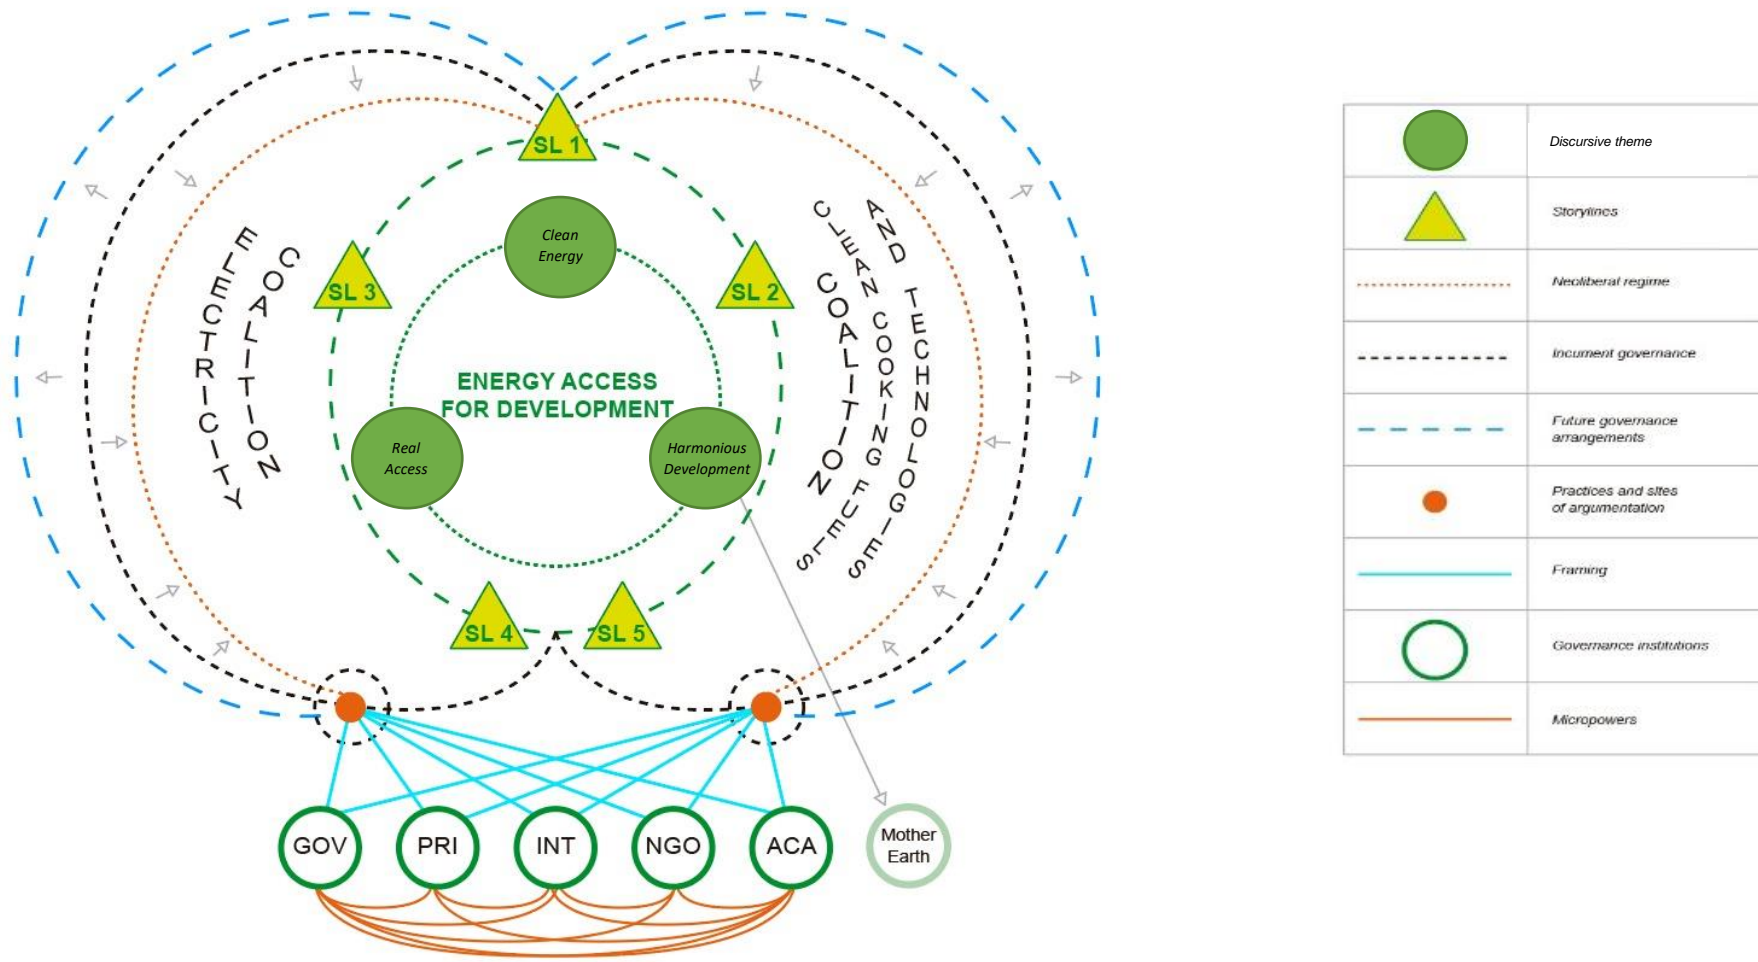 SL 1
Clean
Energy
SL 3
SL 2
ELECTRICITY
COALITION
CLEAN COOKING FUELS
AND TECHNOLOGIES
COALITION
ENERGY ACCESS
FOR DEVELOPMENT
Real
Access
Harmonious
Development
SL 4
SL 5
GOV
PRI
INT
NGO
ACA
Mother
Earth
Discursive theme
Storylines
Neoliberal regime
Incument governance
Future governance
arrangements
Practices and sites
of argumentation
Framing
Governance institutions
Micropowers